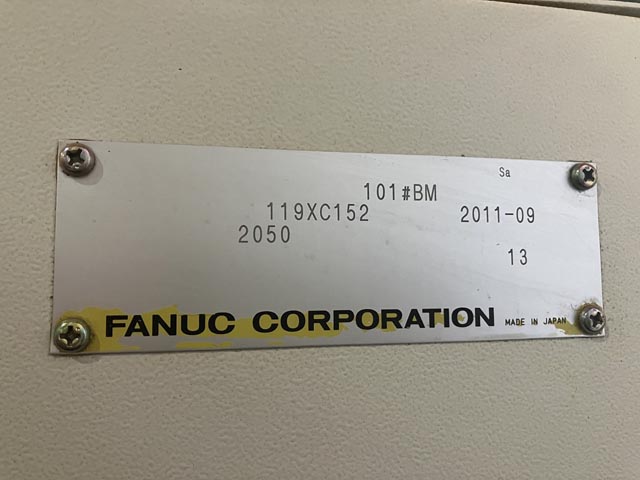 Sa
101#BM
119XC152 2011-09
2050
13
FANUC CORPORATION MADE IN JAPAN